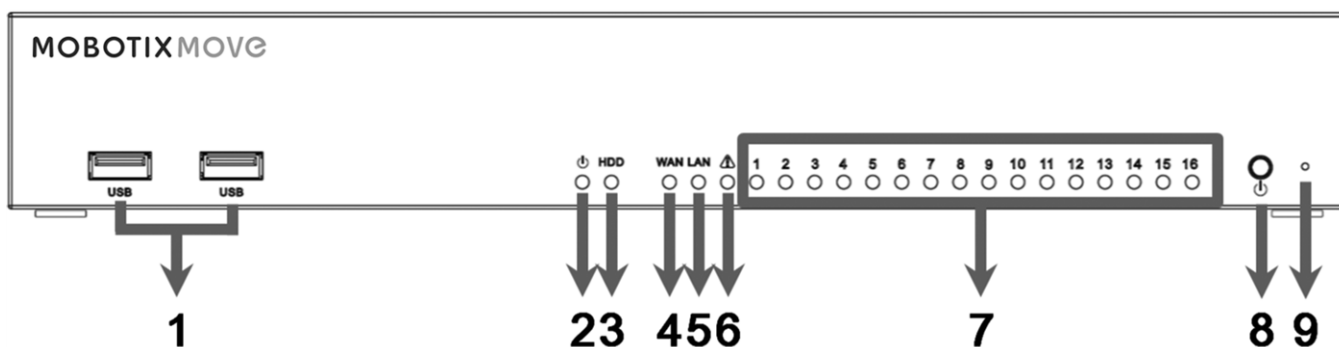 MOBOTIX MOVE
HDD WAN LAN 1 2 3 4 5 6 7 8 9 10 11 12 13 14 15 16
USB USB
1 2 3 4 5 6 7 8 9